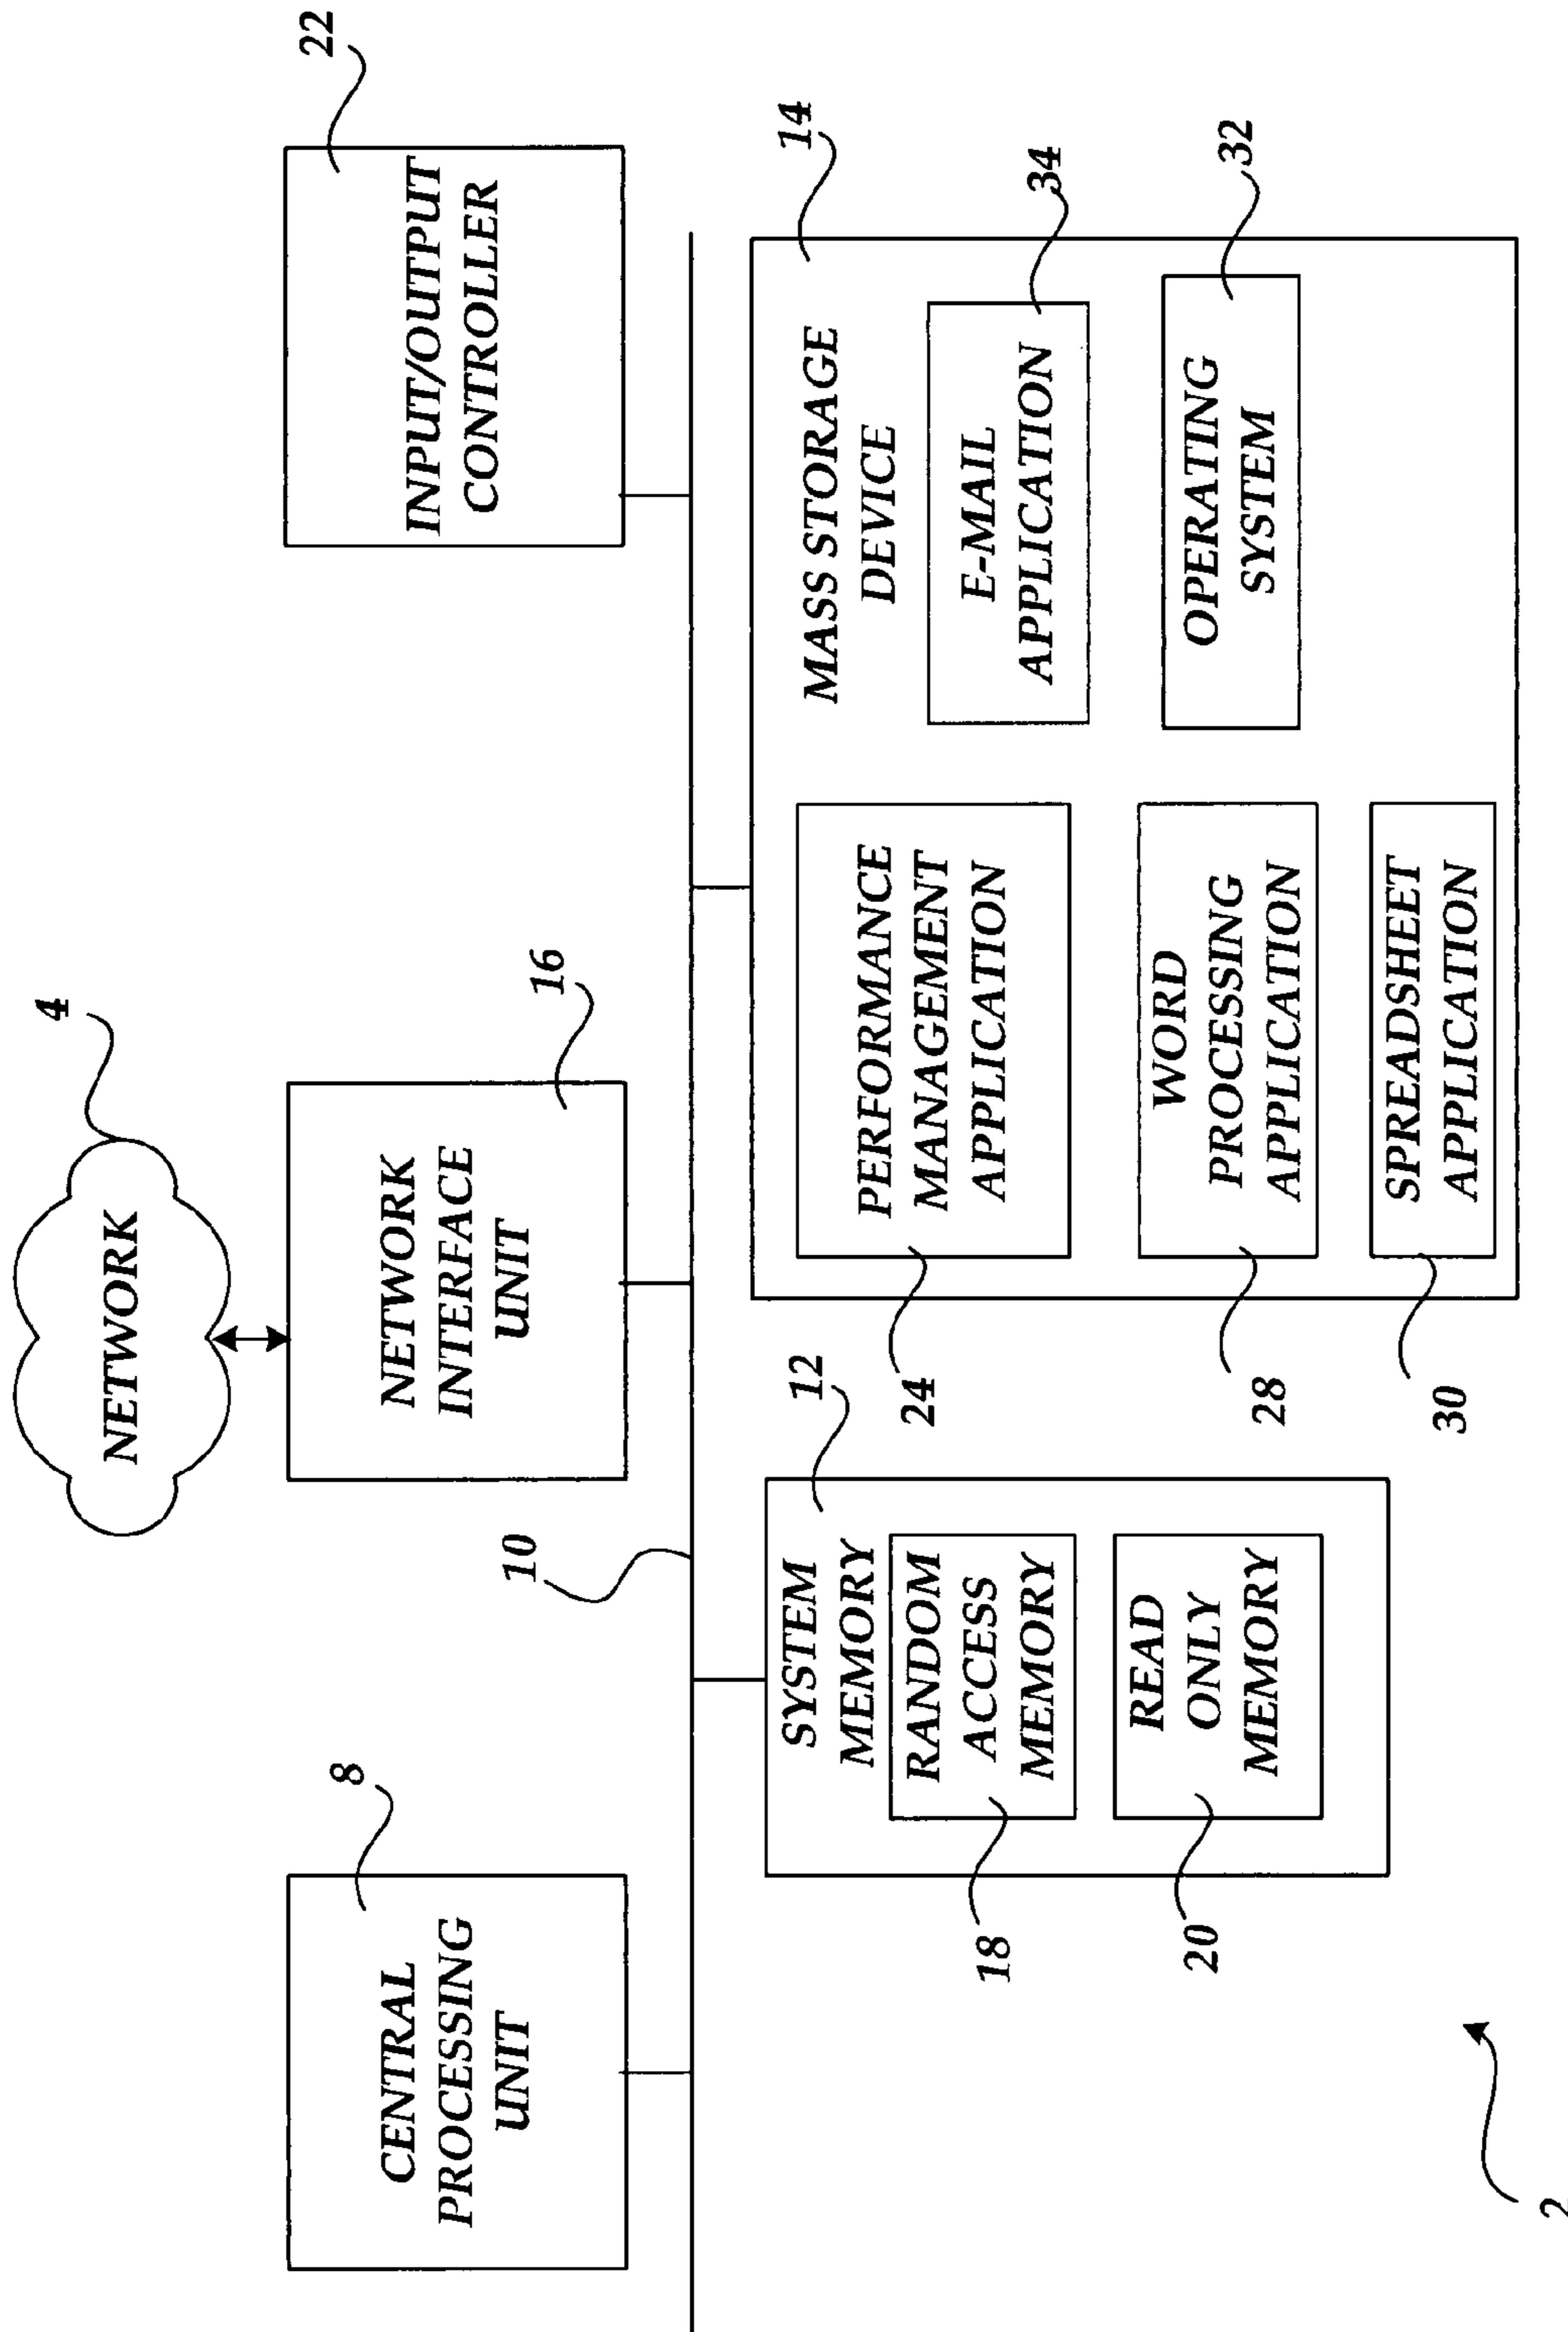 NETWORK
4
CENTRAL
PROCESSING
UNIT
8
NETWORK
INTERFACE
UNIT
16
INPUT/OUTPUT
CONTROLLER
22
10
SYSTEM
MEMORY
12
RANDOM
ACCESS
MEMORY
18
READ
ONLY
MEMORY
20
MASS STORAGE
DEVICE
14
PERFORMANCE
MANAGEMENT
APPLICATION
24
E-MAIL
APPLICATION
34
WORD
PROCESSING
APPLICATION
28
OPERATING
SYSTEM
32
SPREADSHEET
APPLICATION
30
2